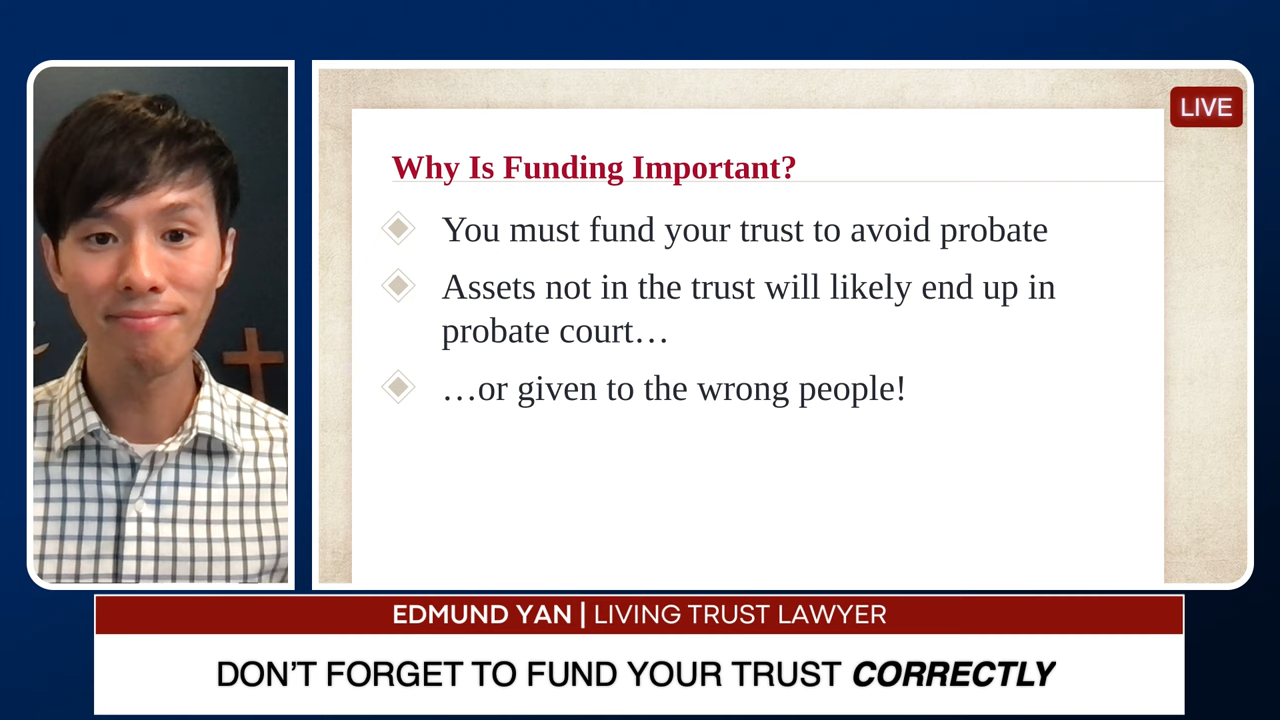 LIVE
Why Is Funding Important?
You must fund your trust to avoid probate
Assets not in the trust will likely end up in
probate court…
…or given to the wrong people!
EDMUND YAN | LIVING TRUST LAWYER
DON’T FORGET TO FUND YOUR TRUST CORRECTLY